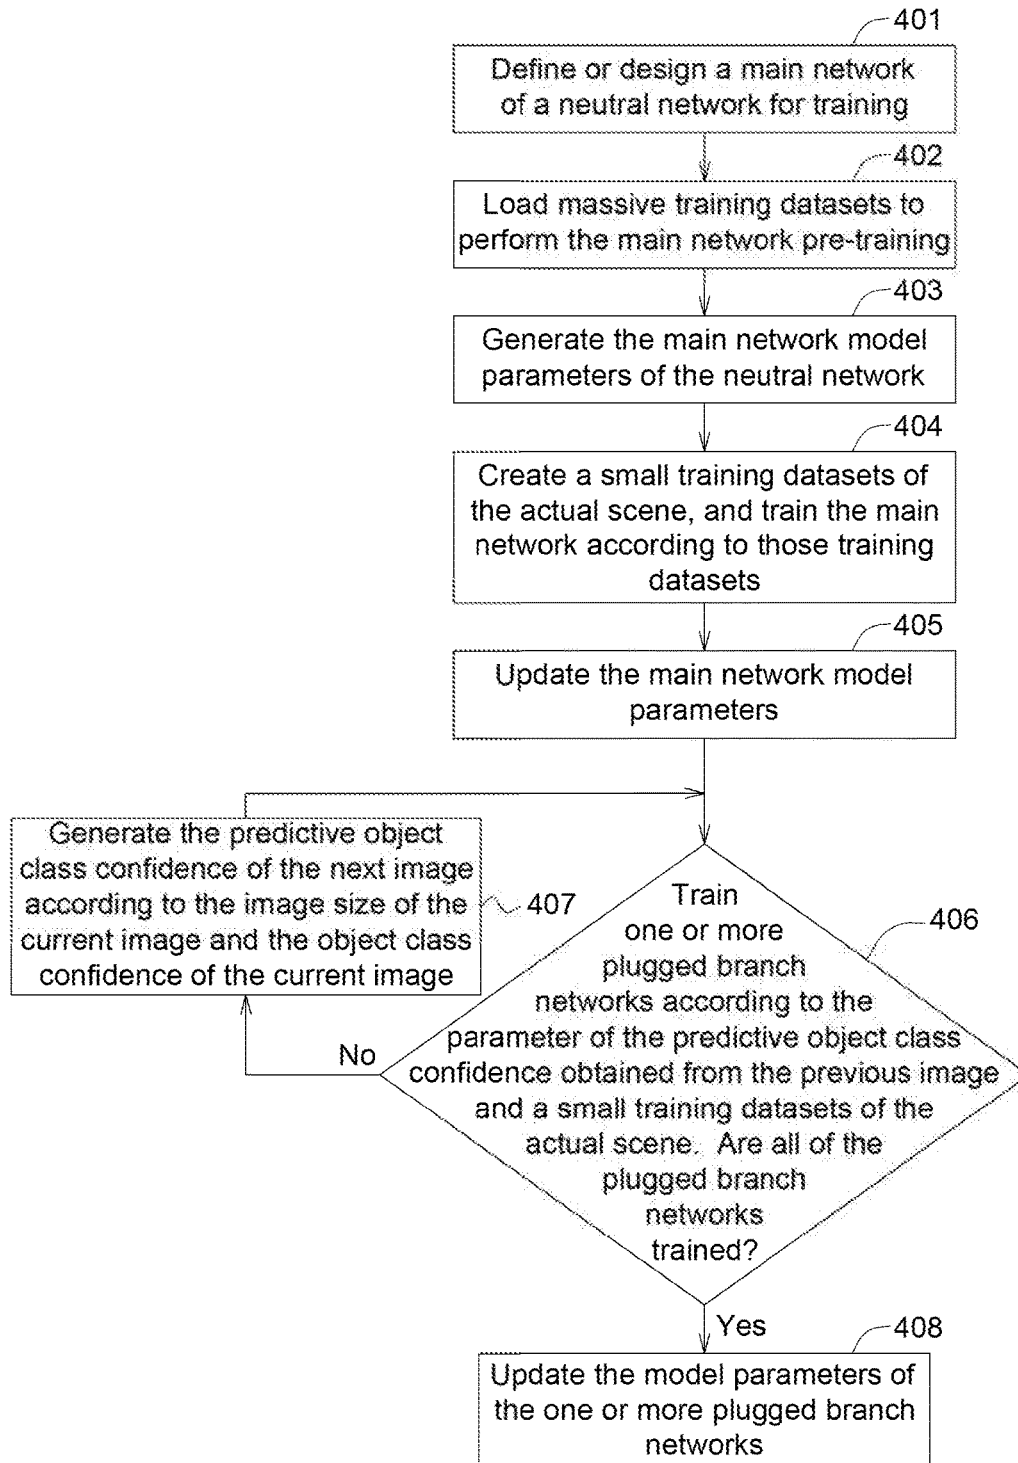 401
Define or design a main network
of a neutral network for training
402
Load massive training datasets to
perform the main network pre-training
403
Generate the main network model
parameters of the neutral network
404
Create a small training datasets of
the actual scene, and train the main
network according to those training
datasets
405
Update the main network model
parameters
Generate the predictive object
class confidence of the next image
according to the image size of the
current image and the object class
confidence of the current image
407
Train
one or more
plugged branch
networks according to the
parameter of the predictive object class
confidence obtained from the previous image
and a small training datasets of the
actual scene. Are all of the
plugged branch
networks
trained?
406
No
Yes
408
Update the model parameters of
the one or more plugged branch
networks